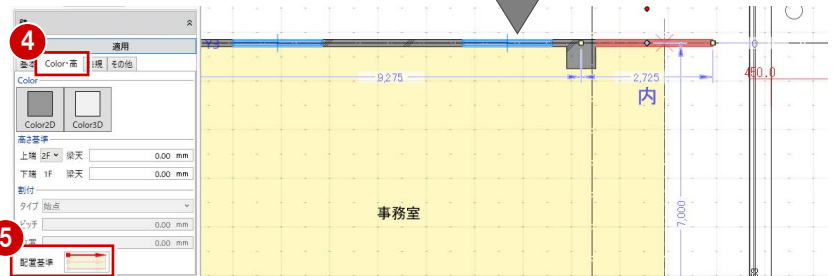 4
適用
基本 Color・高 その他
Color
Color2D Color3D
高さ基準
上端 2F 梁天 0.00 mm
下端 1F 梁天 0.00 mm
割付
タイプ 始点
ピッチ 0.00 mm
0.00 mm
5
配置基準
Y3
9,275
2,725
0
450.0
内
事務室
7,000